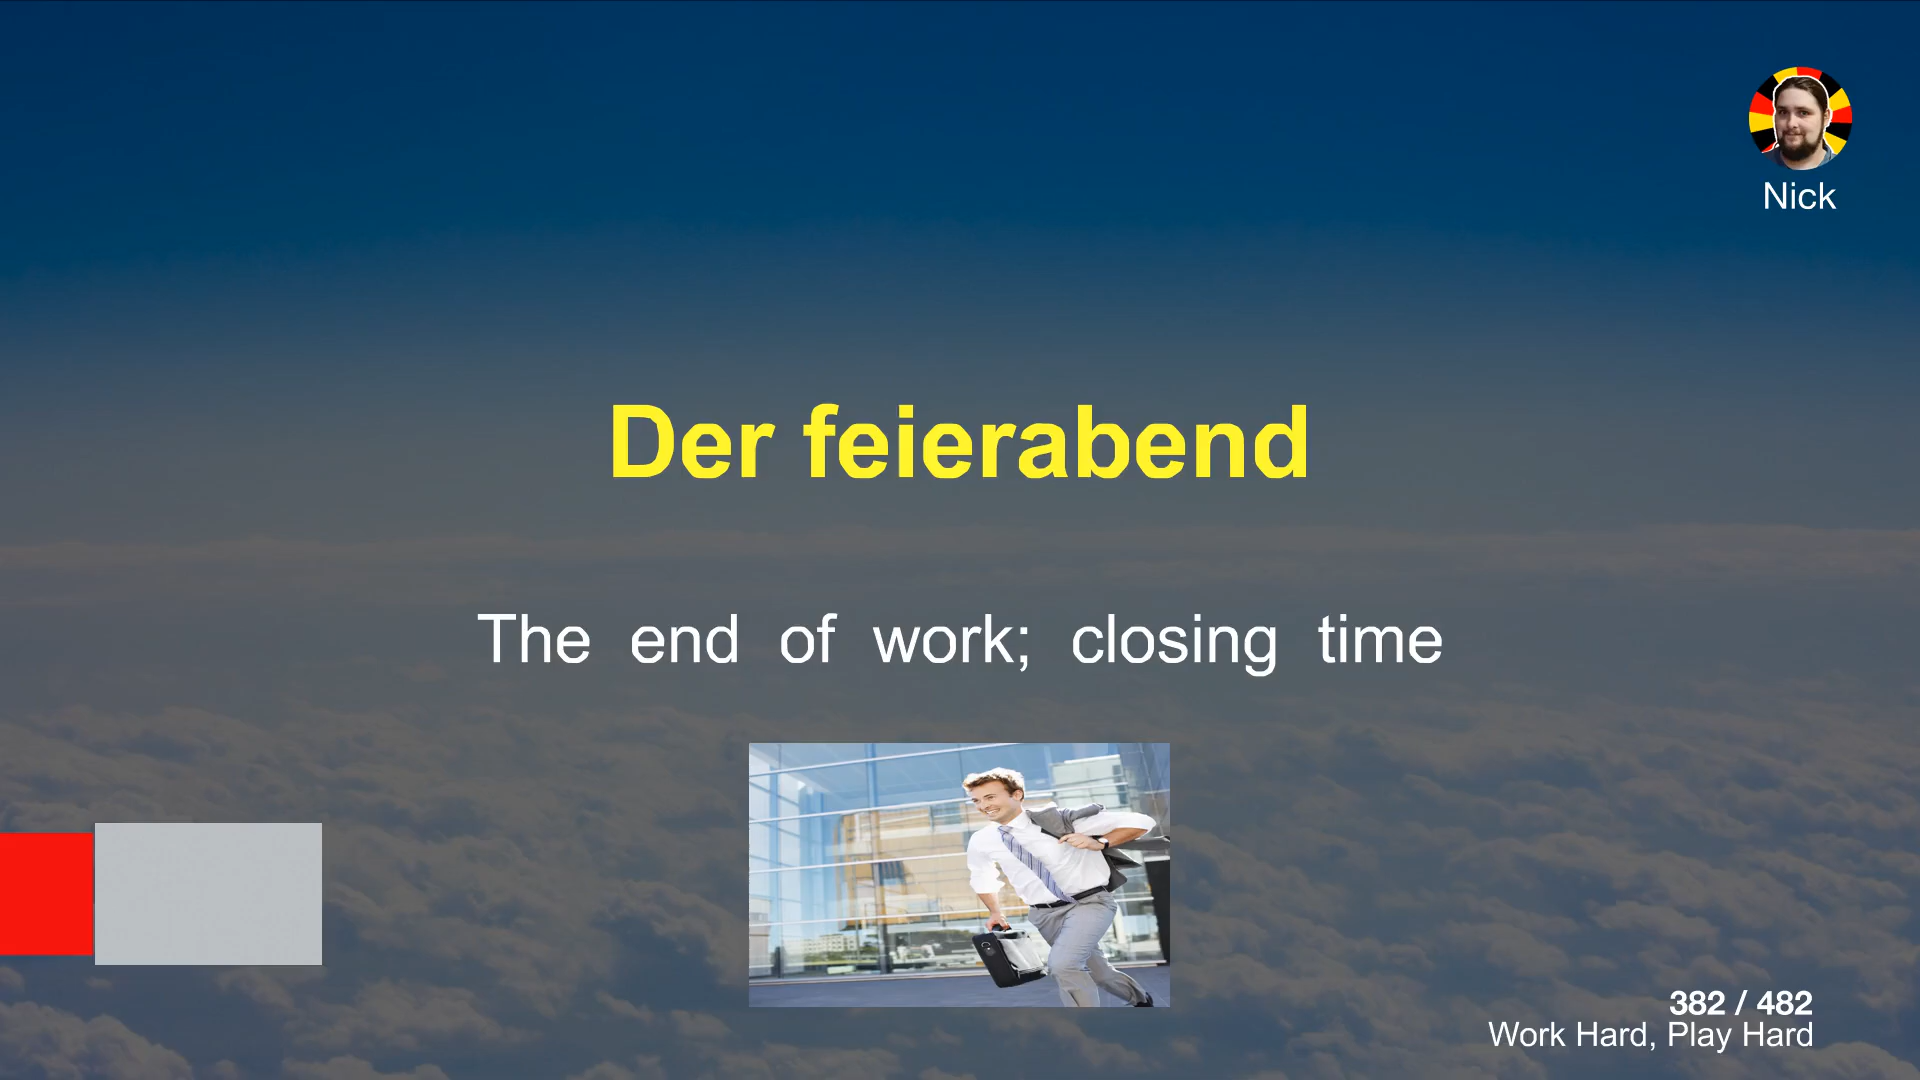 Nick
Der feierabend
The end of work; closing time
382 / 482
Work Hard, Play Hard